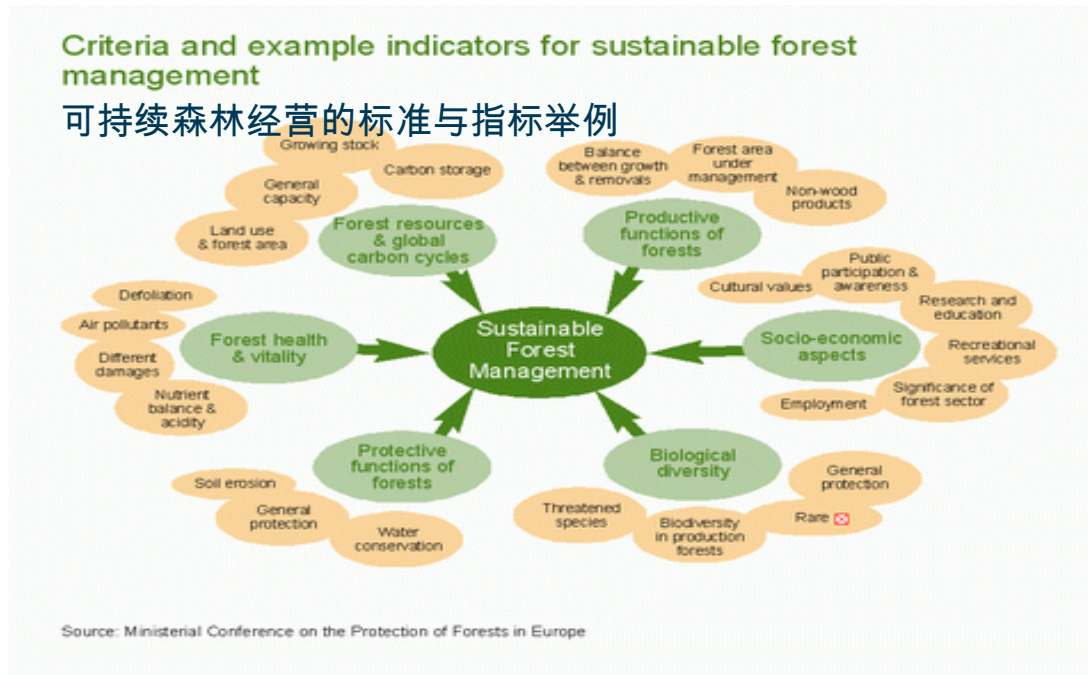 Criteria and example indicators for sustainable forest
management
可持续森林经营的标准与指标举例
Growing stock
Carbon storage
General
capacity
Land use
& forest area
Forest resources
& global
carbon cycles
Balance
between growth
& removals
Forest area
under
management
Non-wood
products
Productive
functions of
forests
Defoliation
Air pollutants
Different
damages
Nutrient
balance &
acidity
Forest health
& vitality
Sustainable
Forest
Management
Cultural values
Public
participation &
awareness
Research and
education
Recreational
services
Significance of
forest sector
Employment
Socio-economic
aspects
Protective
functions of
forests
Soil erosion
General
protection
Water
conservation
Biological
diversity
Threatened
species
Biodiversity
in production
forests
Rare
General
protection
Source: Ministerial Conference on the Protection of Forests in Europe